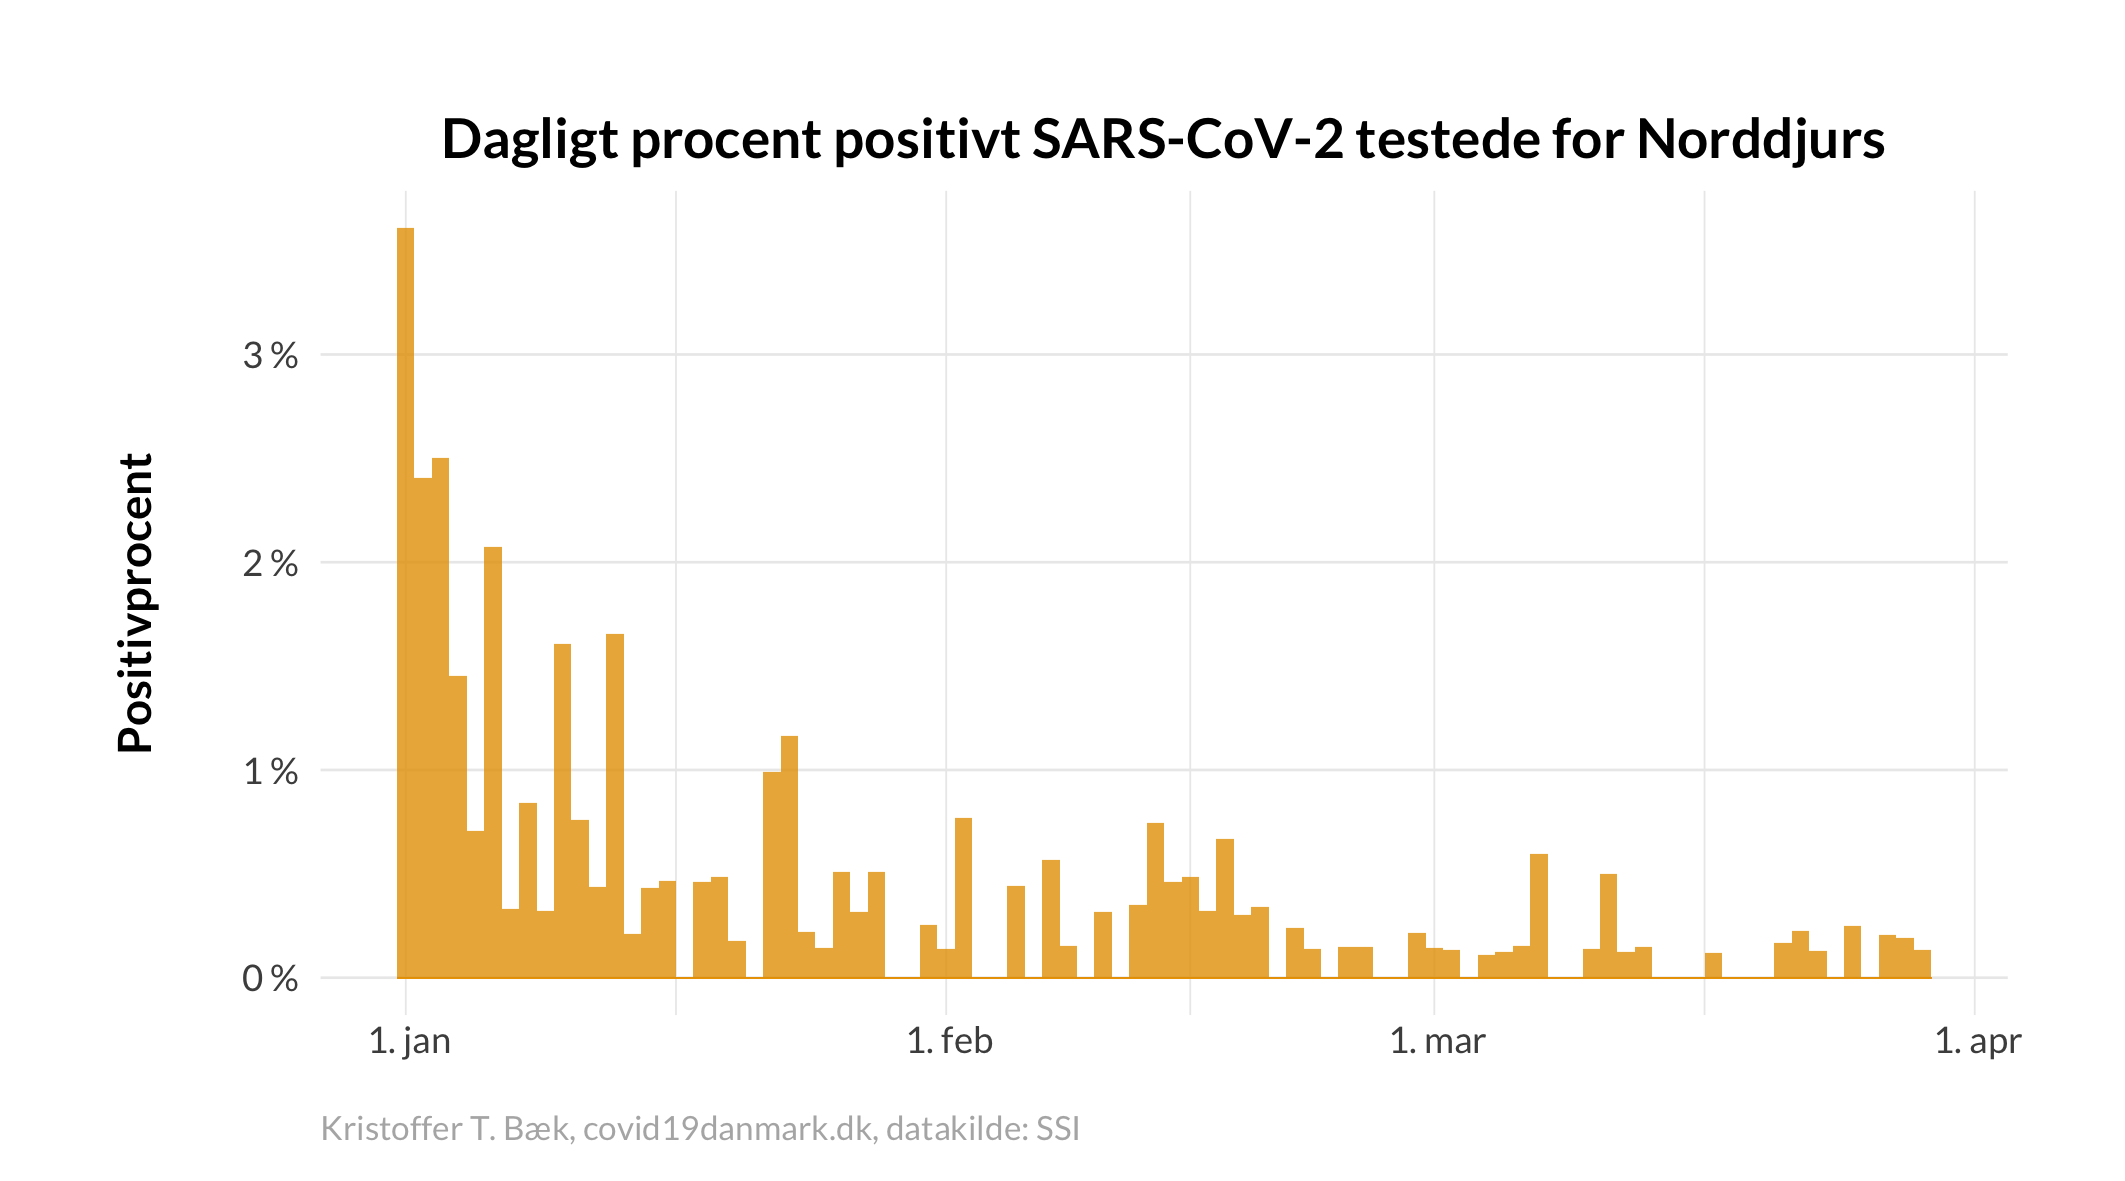 Dagligt procent positivt SARS-CoV-2 testede for Norddjurs
Positivprocent
3 %
2 %
1 %
0 %
1. jan
1. feb
1. mar
1. apr
Kristoffer T. Bæk, covid19danmark.dk, datakilde: SSI